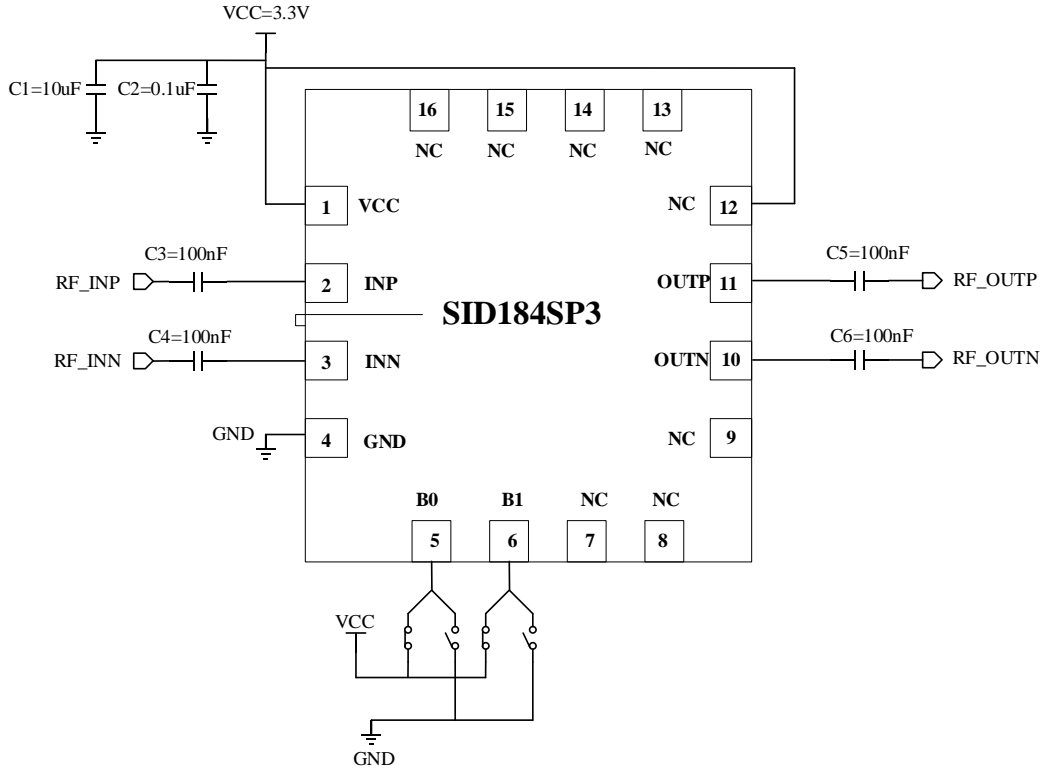 VCC=3.3V
C1=10uF
C2=0.1uF
16
15
14
13
NC
NC
NC
NC
1
VCC
NC
12
C3=100nF
C5=100nF
RF_INP
2
INP
OUTP
11
RF_OUTP
SID184SP3
C4=100nF
C6=100nF
RF_INN
3
INN
OUTN
10
RF_OUTN
GND
4
GND
NC
9
B0
B1
NC
NC
5
6
7
8
VCC
GND